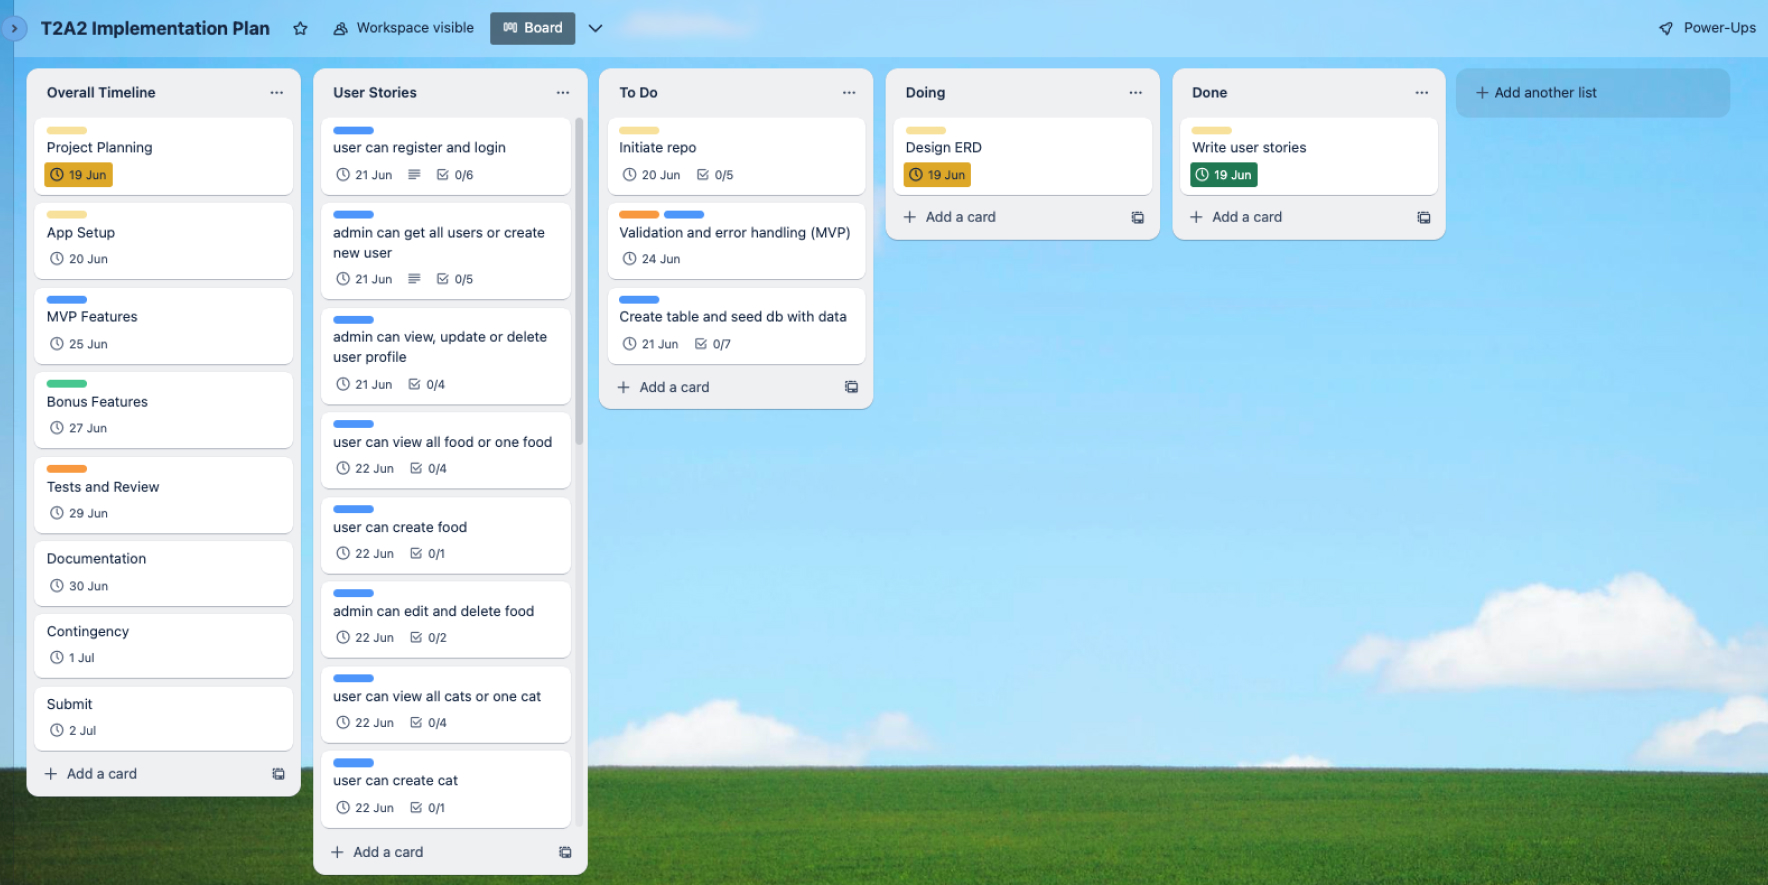 T2A2 Implementation Plan
Workspace visible
Board
Power-Ups
Overall Timeline
Project Planning
19 Jun
App Setup
20 Jun
MVP Features
25 Jun
Bonus Features
27 Jun
Tests and Review
29 Jun
Documentation
30 Jun
Contingency
1 Jul
Submit
2 Jul
+ Add a card
User Stories
user can register and login
21 Jun 0/6
admin can get all users or create
new user
21 Jun 0/5
admin can view, update or delete
user profile
21 Jun 0/4
user can view all food or one food
22 Jun 0/4
user can create food
22 Jun 0/1
admin can edit and delete food
22 Jun 0/2
user can view all cats or one cat
22 Jun 0/4
user can create cat
22 Jun 0/1
+ Add a card
To Do
Initiate repo
20 Jun 0/5
Validation and error handling (MVP)
24 Jun
Create table and seed db with data
21 Jun 0/7
+ Add a card
Doing
Design ERD
19 Jun
+ Add a card
Done
Write user stories
19 Jun
+ Add a card
+ Add another list